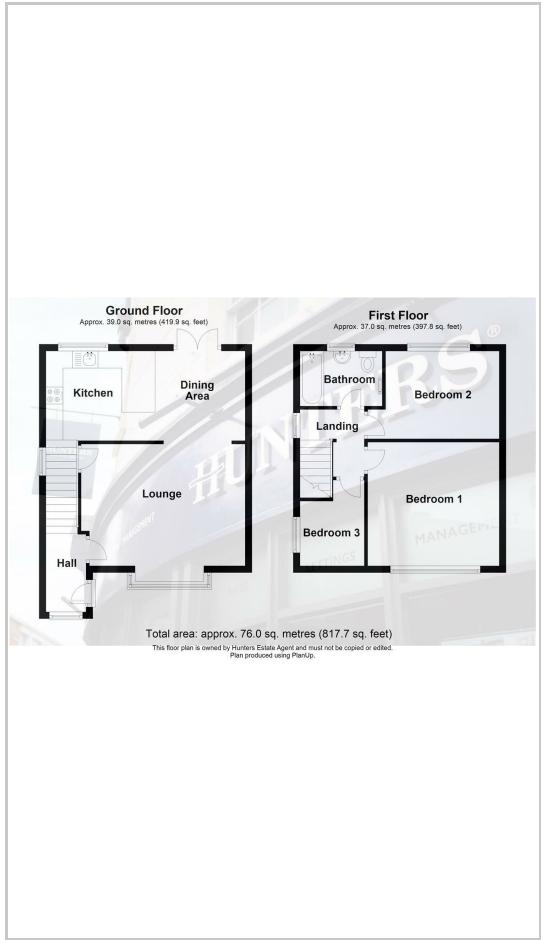 Ground Floor
Approx. 39.0 sq. metres (419.9 sq. feet)
Kitchen
Dining
Area
Lounge
Hall
First Floor
Approx. 37.0 sq. metres (397.8 sq. feet)
Bathroom
Bedroom 2
Landing
Bedroom 1
Bedroom 3
HUNTERS®
MANAGEMENT
MANAGEMENT
LETTINGS
Total area: approx. 76.0 sq. metres (817.7 sq. feet)
This floor plan is owned by Hunters Estate Agent and must not be copied or edited.
Plan produced using PlanUp.